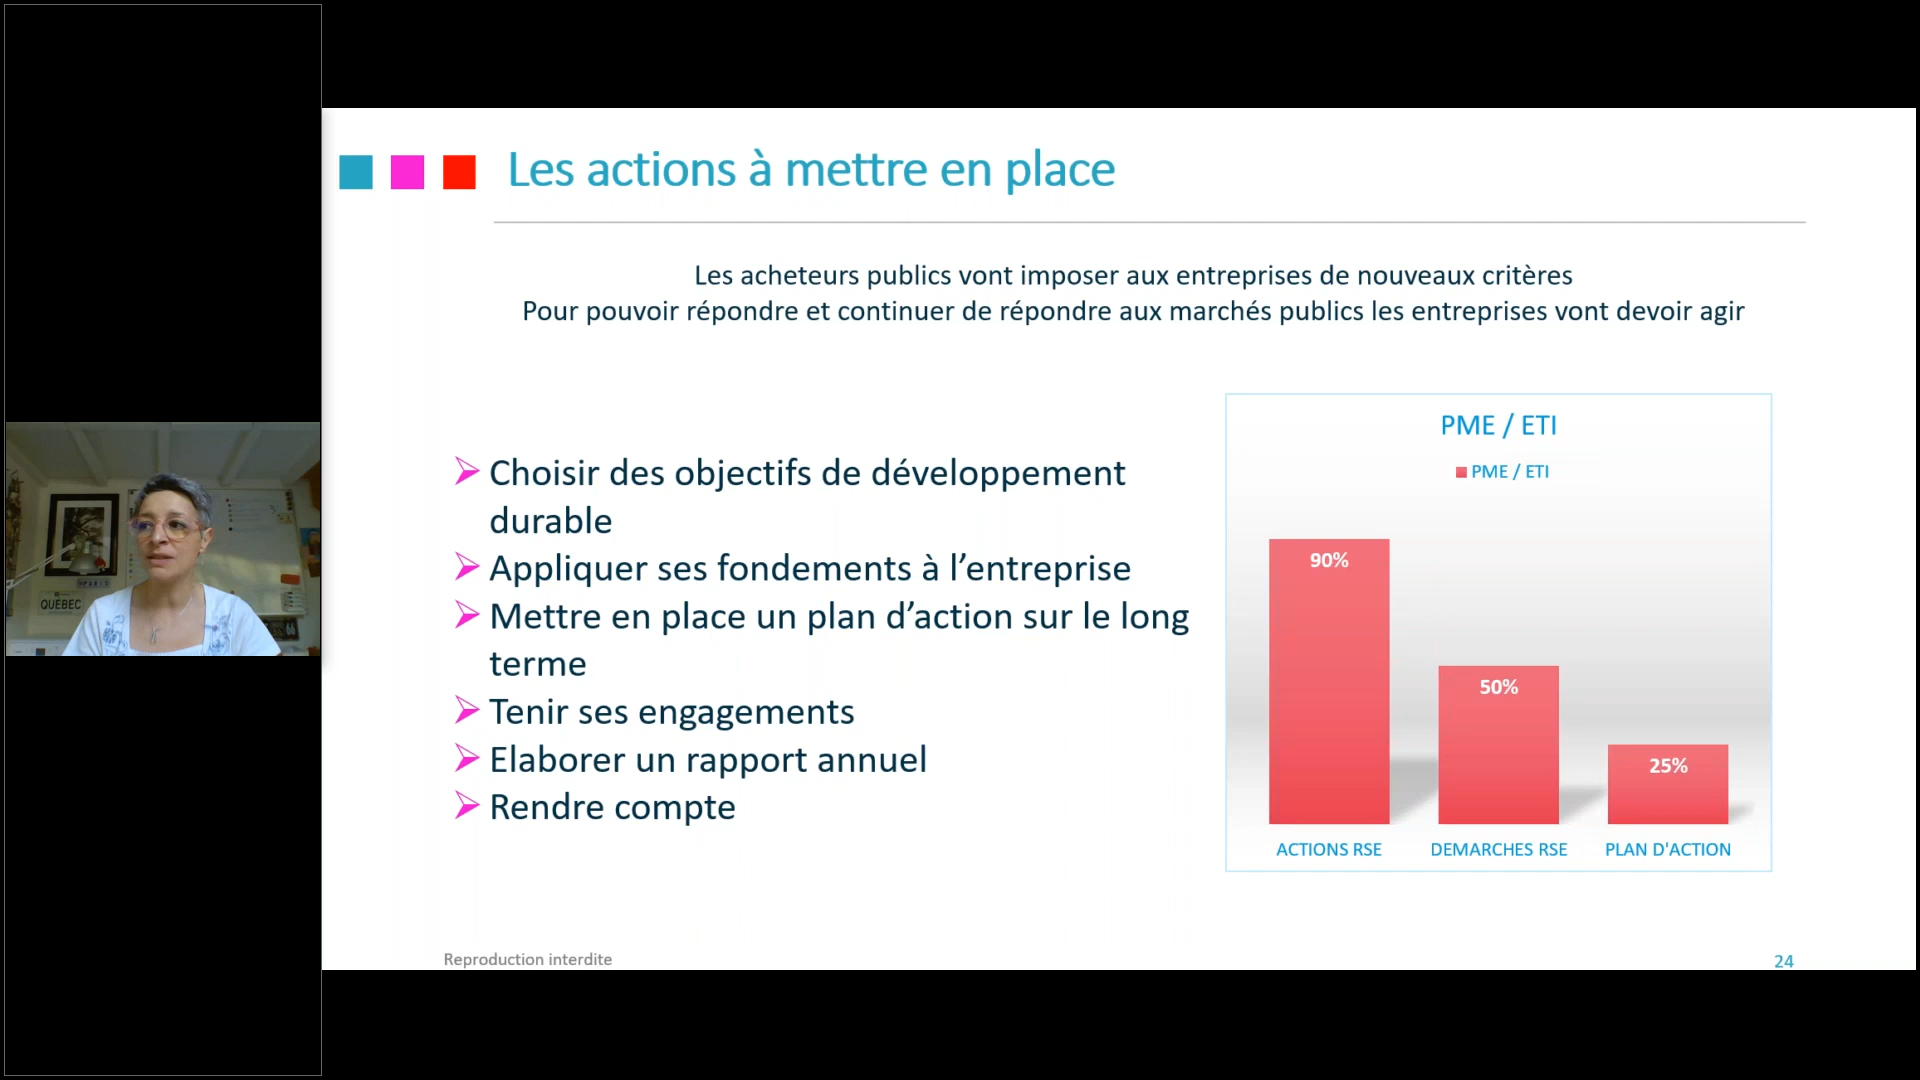 Les actions à mettre en place
Les acheteurs publics vont imposer aux entreprises de nouveaux critères
Pour pouvoir répondre et continuer de répondre aux marchés publics les entreprises vont devoir agir
Choisir des objectifs de développement
durable
Appliquer ses fondements à l’entreprise
Mettre en place un plan d’action sur le long
terme
Tenir ses engagements
Elaborer un rapport annuel
Rendre compte
PME / ETI
PME / ETI
90%
50%
25%
ACTIONS RSE
DEMARCHES RSE
PLAN D'ACTION
PARIS
QUEBEC
Reproduction interdite
24